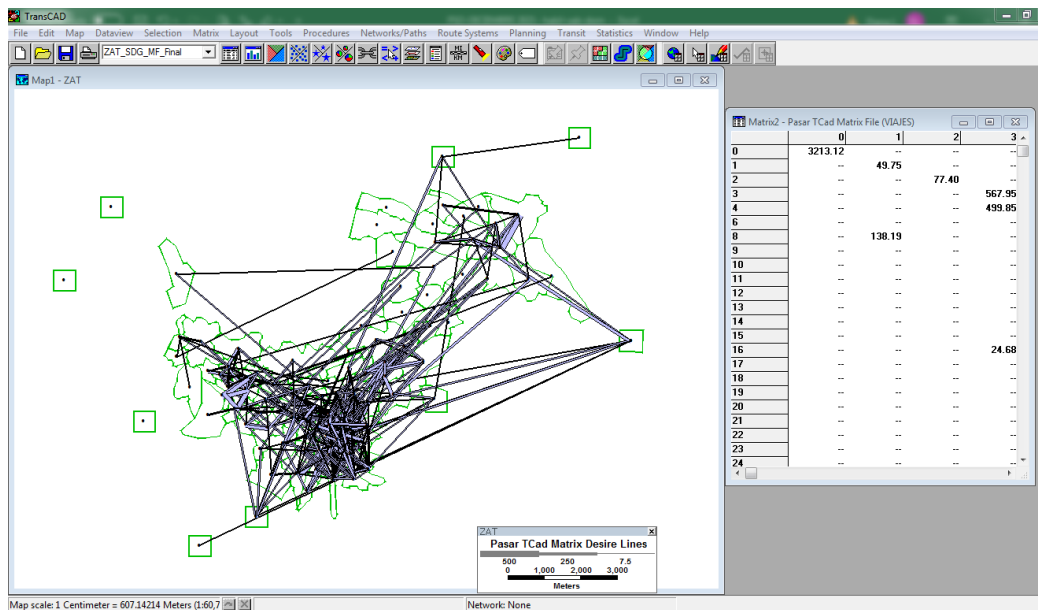 TransCAD
File Edit Map Dataview Selection Matrix Layout Tools Procedures Networks/Paths Route Systems Planning Transit Statistics Window Help
ZAT_SDG_MF_Final
Map1 - ZAT
Matrix2 - Pasar TCad Matrix File (VIAJES)
0 1 2 3
0 3213.12 -- -- --
1 -- 49.75 -- --
2 -- -- 77.40 --
3 -- -- -- 567.95
4 -- -- -- 499.85
6 -- -- -- --
8 -- 138.19 -- --
9 -- -- -- --
10 -- -- -- --
11 -- -- -- --
12 -- -- -- --
13 -- -- -- --
14 -- -- -- --
15 -- -- -- --
16 -- -- -- 24.68
17 -- -- -- --
18 -- -- -- --
19 -- -- -- --
20 -- -- -- --
21 -- -- -- --
22 -- -- -- --
23 -- -- -- --
24 -- -- -- --
ZAT
Pasar TCad Matrix Desire Lines
500 250 7.5
0 1,000 2,000 3,000
Meters
Map scale: 1 Centimeter = 607.14214 Meters (1:60,7
Network: None